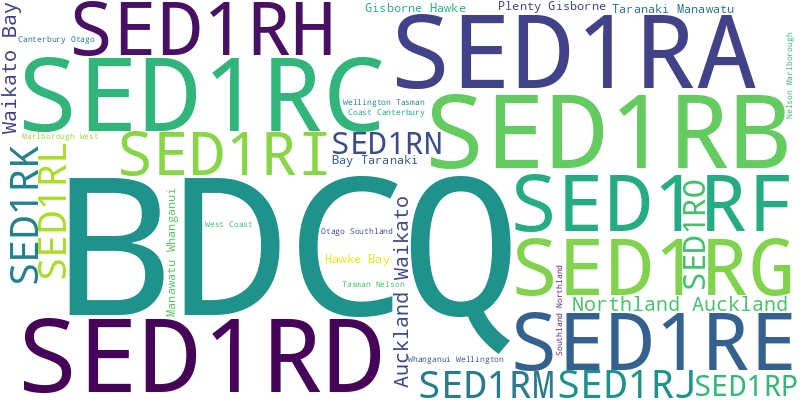 Waikato Bay
SED1RH
Gisborne Hawke
Plenty Gisborne
Taranaki Manawatu
Canterbury Otago
SED1RC
SED1RA
Nelson Marlborough
Wellington Tasman
Coast Canterbury
SED1RB
Marlborough West
SED1RI
SED1RN
Bay Taranaki
SED1RK
SED1RL
BDCQ
SED1RF
SED1RO
Manawatu Whanganui
West Coast
Otago Southland
Auckland Waikato
Hawke Bay
SED1RG
Tasman Nelson
Southland Northland
Northland Auckland
SED1RD
SED1RE
Whanganui Wellington
SED1RM
SED1RJ
SED1RP